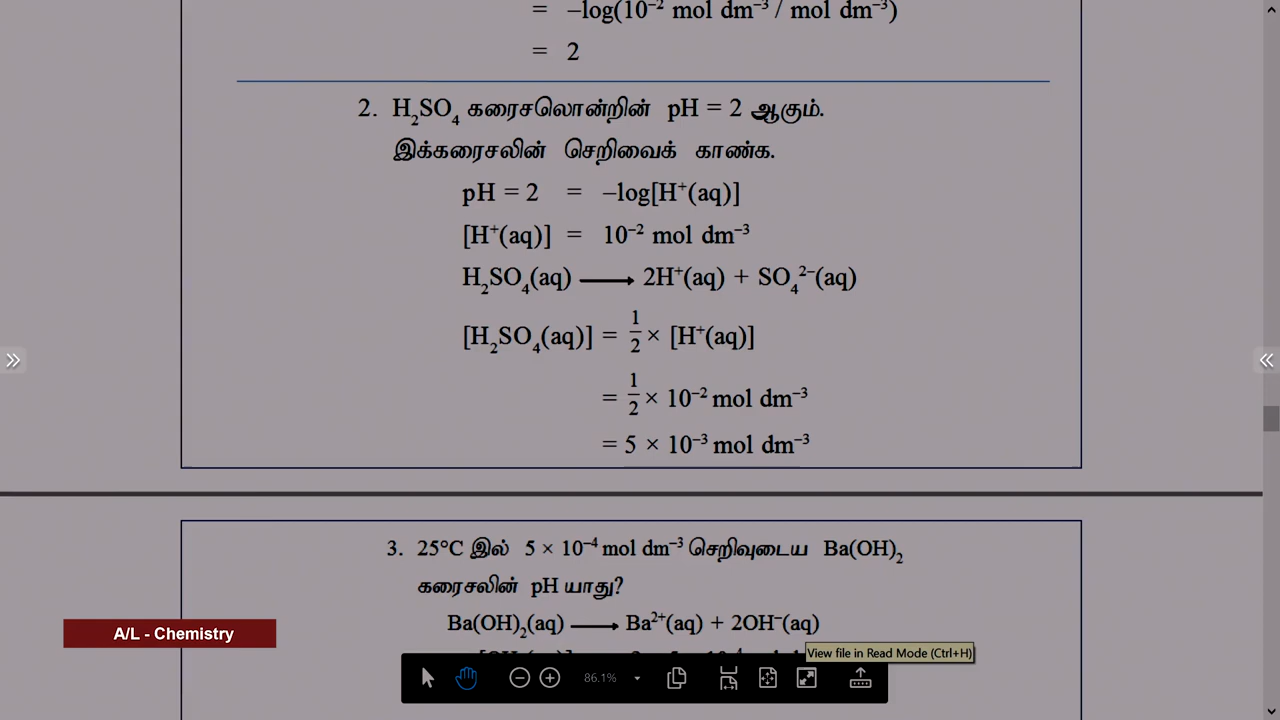 = –log(10⁻² mol dm⁻³ / mol dm⁻³)
= 2
2. H₂SO₄ கரைசலொன்றின் pH = 2 ஆகும்.
இக்கரைசலின் செறிவைக் காண்க.
pH = 2 = –log[H⁺(aq)]
[H⁺(aq)] = 10⁻² mol dm⁻³
H₂SO₄(aq) ⟶ 2H⁺(aq) + SO₄²⁻(aq)
[H₂SO₄(aq)] = 1/2 × [H⁺(aq)]
= 1/2 × 10⁻² mol dm⁻³
= 5 × 10⁻³ mol dm⁻³
3. 25°C இல் 5 × 10⁻⁴ mol dm⁻³ செறிவுடைய Ba(OH)₂
கரைசலின் pH யாது?
A/L - Chemistry
Ba(OH)₂(aq) ⟶ Ba²⁺(aq) + 2OH⁻(aq)
View file in Read Mode (Ctrl+H)
86.1%